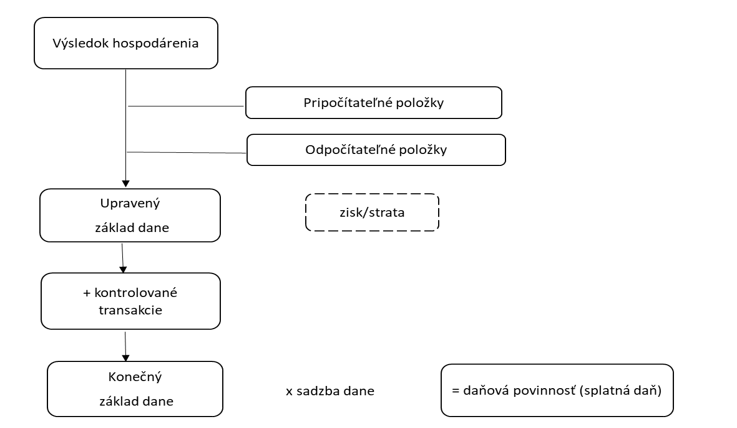 Výsledok hospodárenia
Pripočítateľné položky
Odpočítateľné položky
Upravený
základ dane
zisk/strata
+ kontrolované
transakcie
Konečný
základ dane
x sadzba dane
= daňová povinnosť (splatná daň)